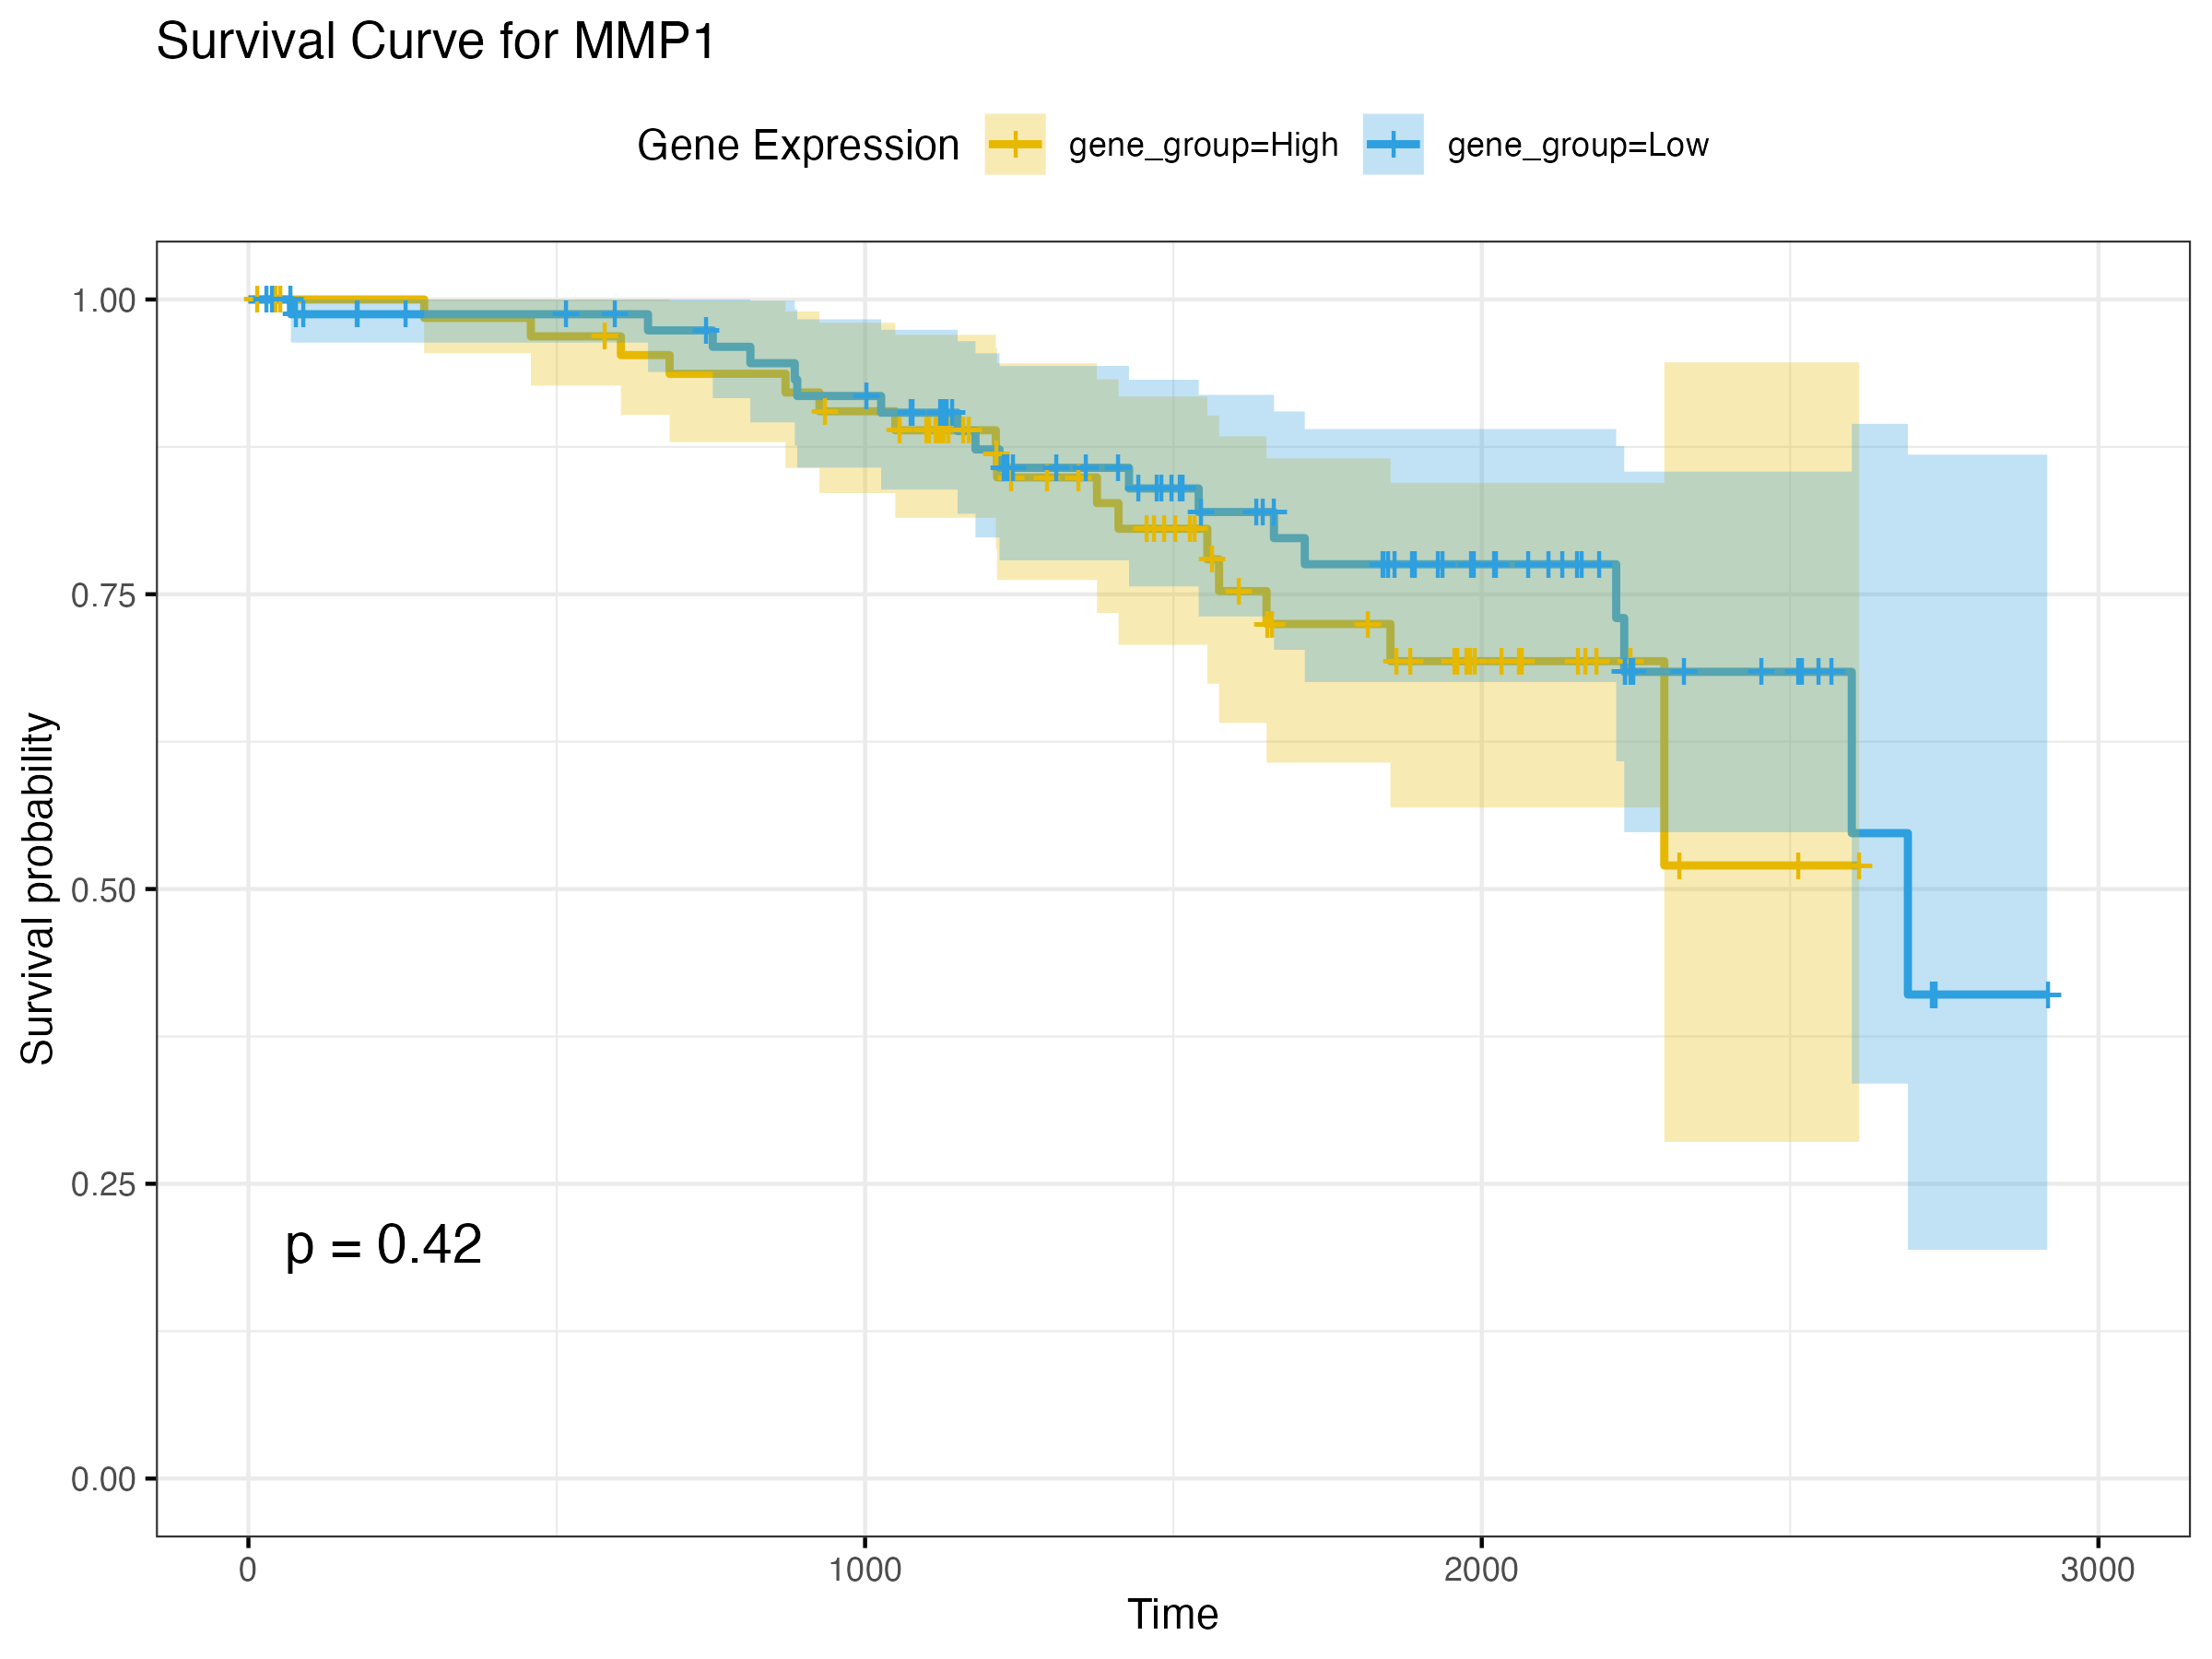 Survival Curve for MMP1
Gene Expression gene_group=High gene_group=Low
Survival probability
1.00
0.75
0.50
0.25
0.00
p = 0.42
0 1000 2000 3000
Time